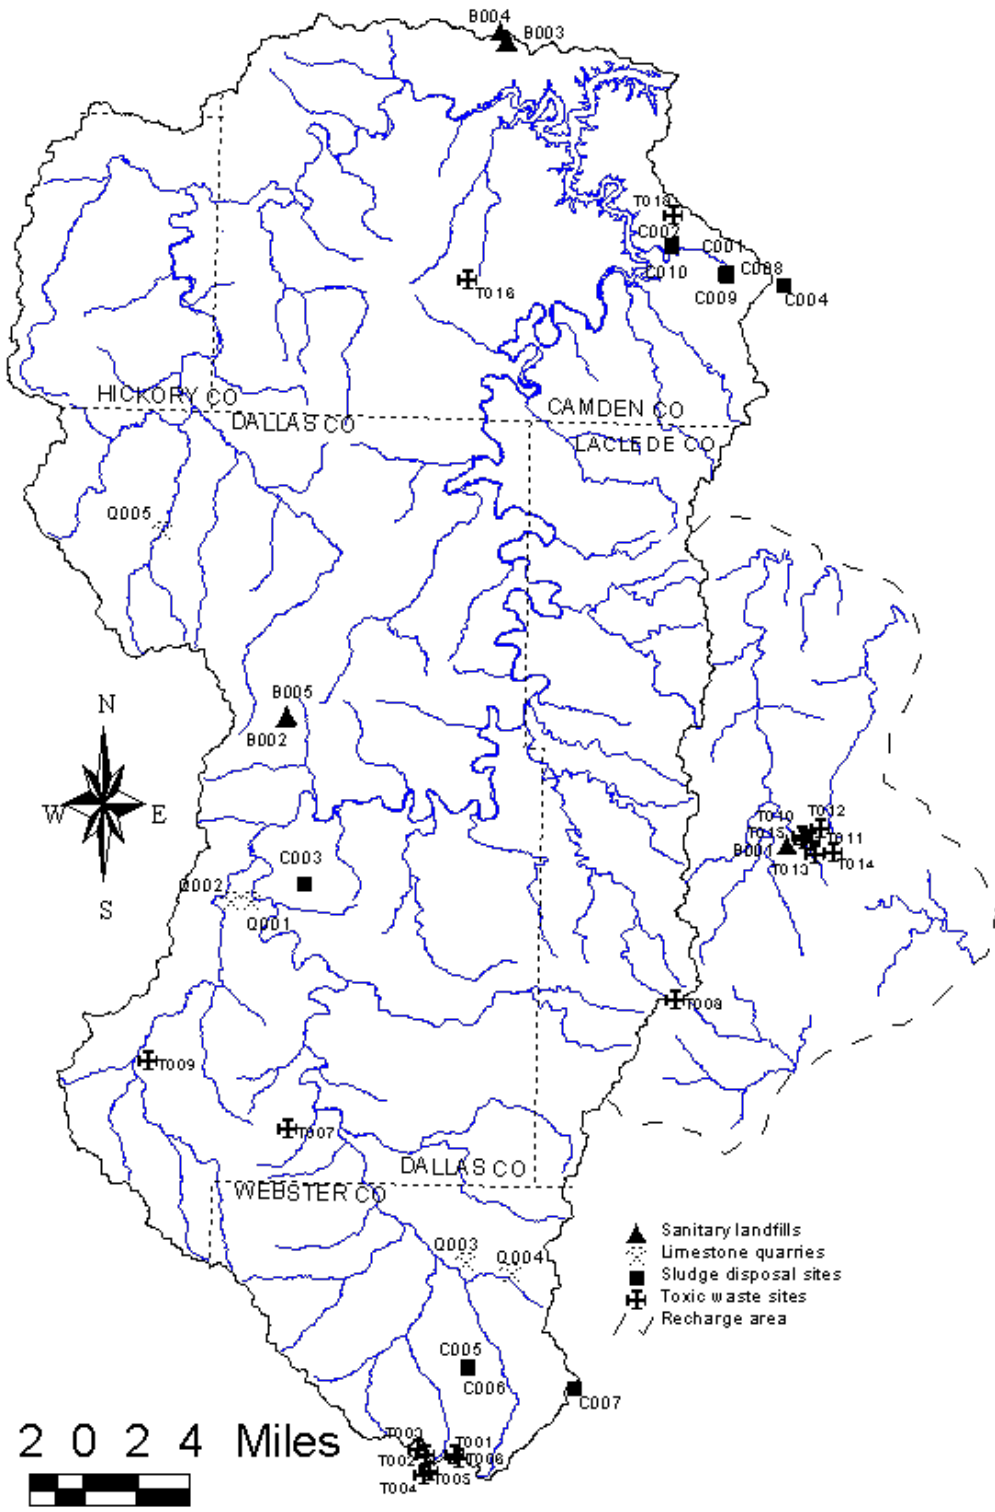 B004
B003
T018
C002
C001
C010
C008
C009
C004
T016
HICKORY CO
DALLAS CO
CAMDEN CO
LACLEDE CO
Q005
N
W E
S
B005
B002
T010
T012
T015
T011
B001
T013
T014
C003
Q002
Q001
T008
T009
T007
DALLAS CO
WEBSTER CO
Q003
Q004
Sanitary landfills
Limestone quarries
Sludge disposal sites
Toxic waste sites
Recharge area
C005
C006
C007
T003
T001
T002
T006
T005
T004
2 0 2 4 Miles